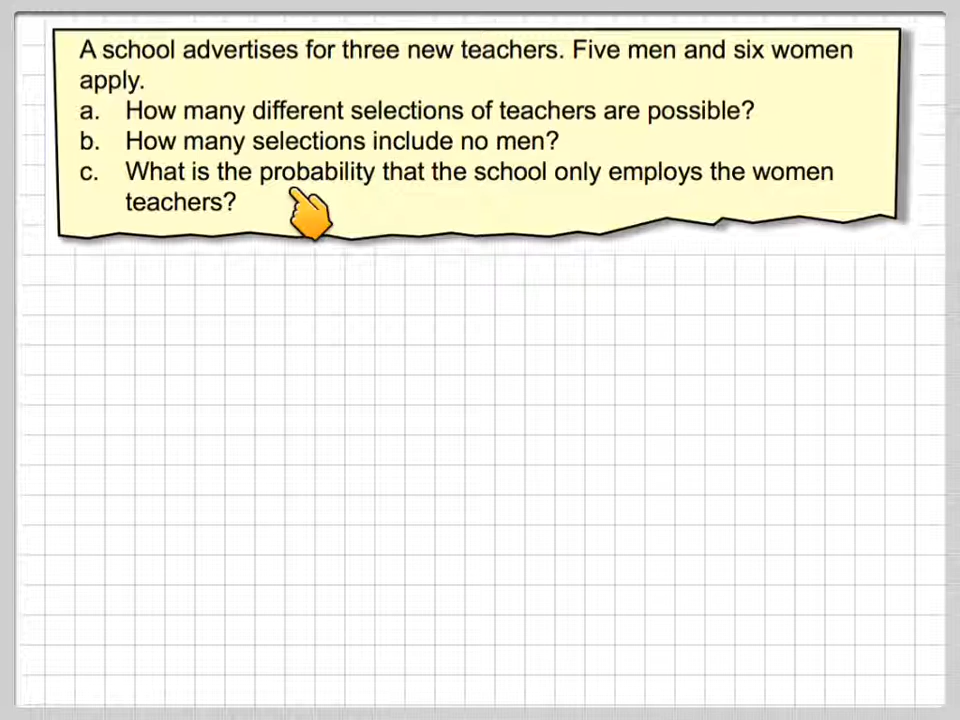 A school advertises for three new teachers. Five men and six women
apply.
a. How many different selections of teachers are possible?
b. How many selections include no men?
c. What is the probability that the school only employs the women
teachers?